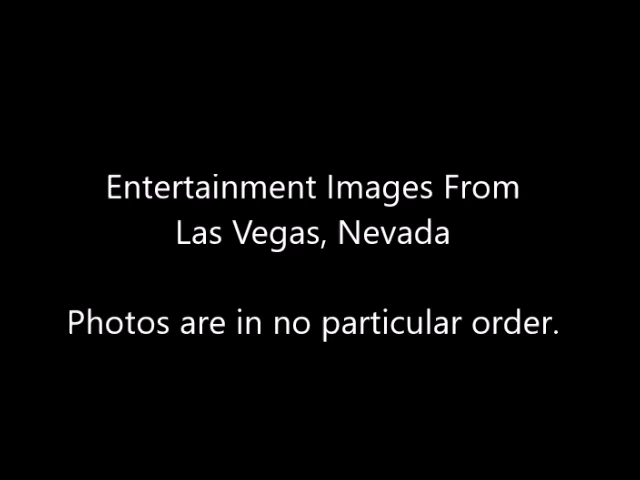 Entertainment Images From
Las Vegas, Nevada
Photos are in no particular order.